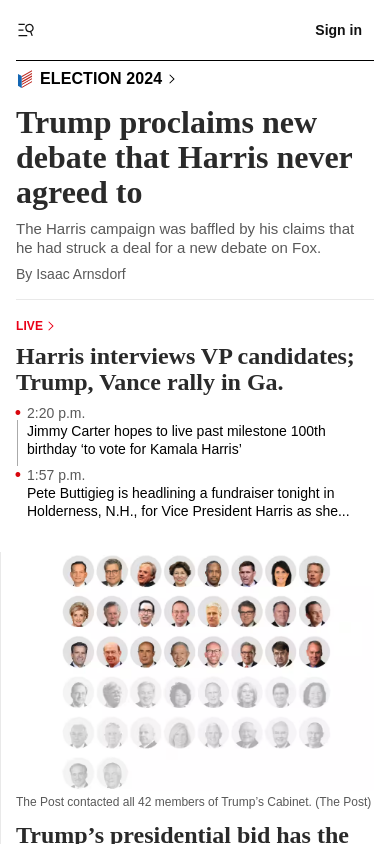 Sign in
ELECTION 2024
Trump proclaims new
debate that Harris never
agreed to
The Harris campaign was baffled by his claims that
he had struck a deal for a new debate on Fox.
By Isaac Arnsdorf
LIVE
Harris interviews VP candidates;
Trump, Vance rally in Ga.
2:20 p.m.
Jimmy Carter hopes to live past milestone 100th
birthday ‘to vote for Kamala Harris’
1:57 p.m.
Pete Buttigieg is headlining a fundraiser tonight in
Holderness, N.H., for Vice President Harris as she...
The Post contacted all 42 members of Trump’s Cabinet. (The Post)
Trump’s presidential bid has the